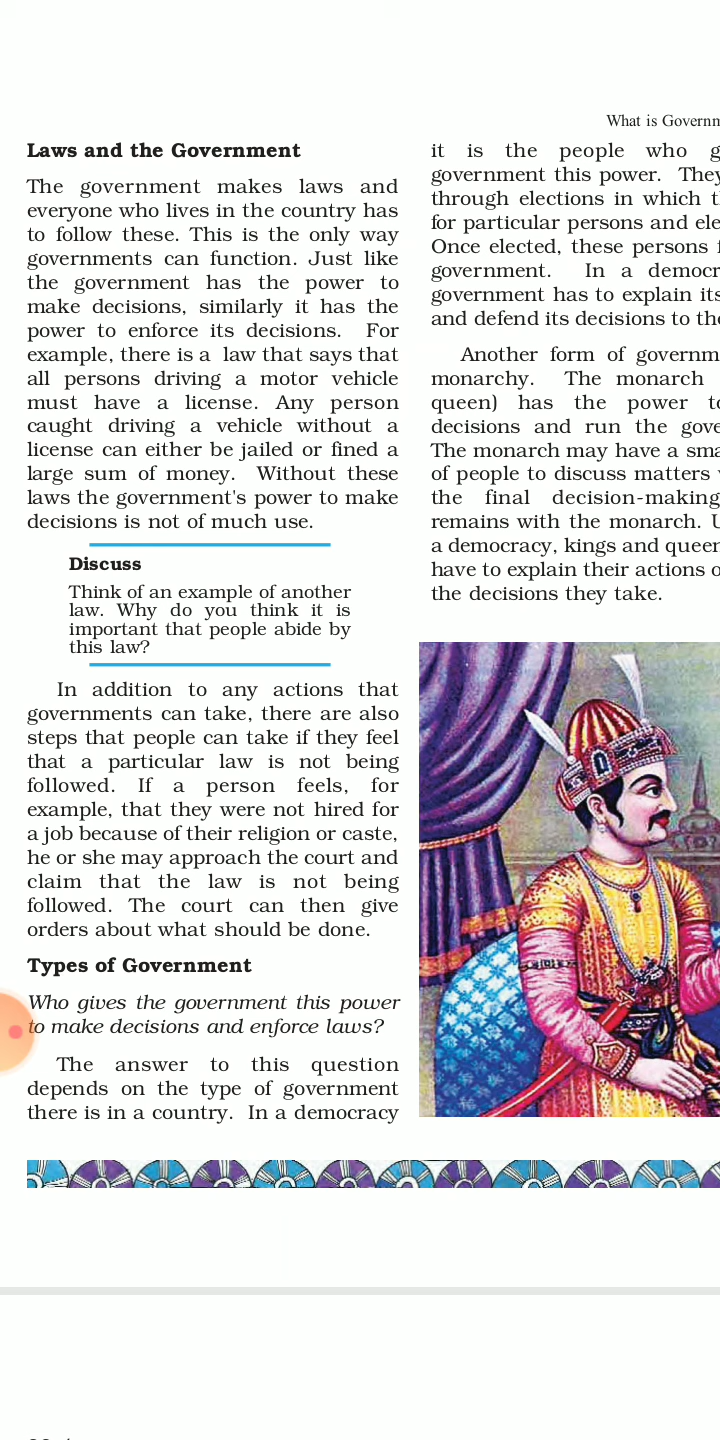 What is
Laws and the Government
The government makes laws and
everyone who lives in the country has
to follow these. This is the only way
governments can function. Just like
the government has the power to
make decisions, similarly it has the
power to enforce its decisions. For
example, there is a law that says that
all persons driving a motor vehicle
must have a license. Any person
caught driving a vehicle without a
license can either be jailed or fined a
large sum of money. Without these
laws the government's power to make
decisions is not of much use.
Discuss
Think of an example of another
law. Why do you think it is
important that people abide by
this law?
In addition to any actions that
governments can take, there are also
steps that people can take if they feel
that a particular law is not being
followed. If a person feels, for
example, that they were not hired for
a job because of their religion or caste,
he or she may approach the court and
claim that the law is not being
followed. The court can then give
orders about what should be done.
Types of Government
Who gives the government this power
to make decisions and enforce laws?
The answer to this question
depends on the type of government
there is in a country. In a democracy
it is the people who
government this power. They
through elections in which
for particular persons and
Once elected, these persons
government. In a
government has to explain its
and defend its decisions to
Another form of
monarchy. The monarch
queen) has the power to
decisions and run the
The monarch may have a
of people to discuss matters
the final decision-making
remains with the monarch.
a democracy, kings and
have to explain their actions
the decisions they take.